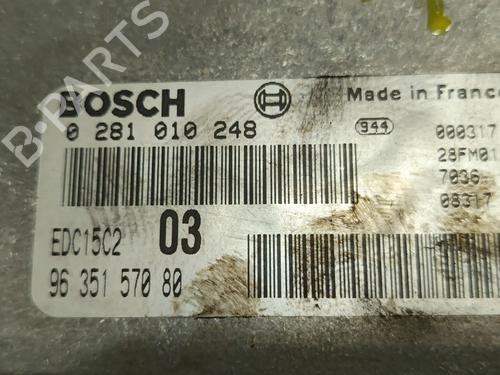 B-PARTS
BOSCH
Made in France
0 281 010 248
944
000317
28FM01
7036
08317
EDC15C2
03
96 351 570 80